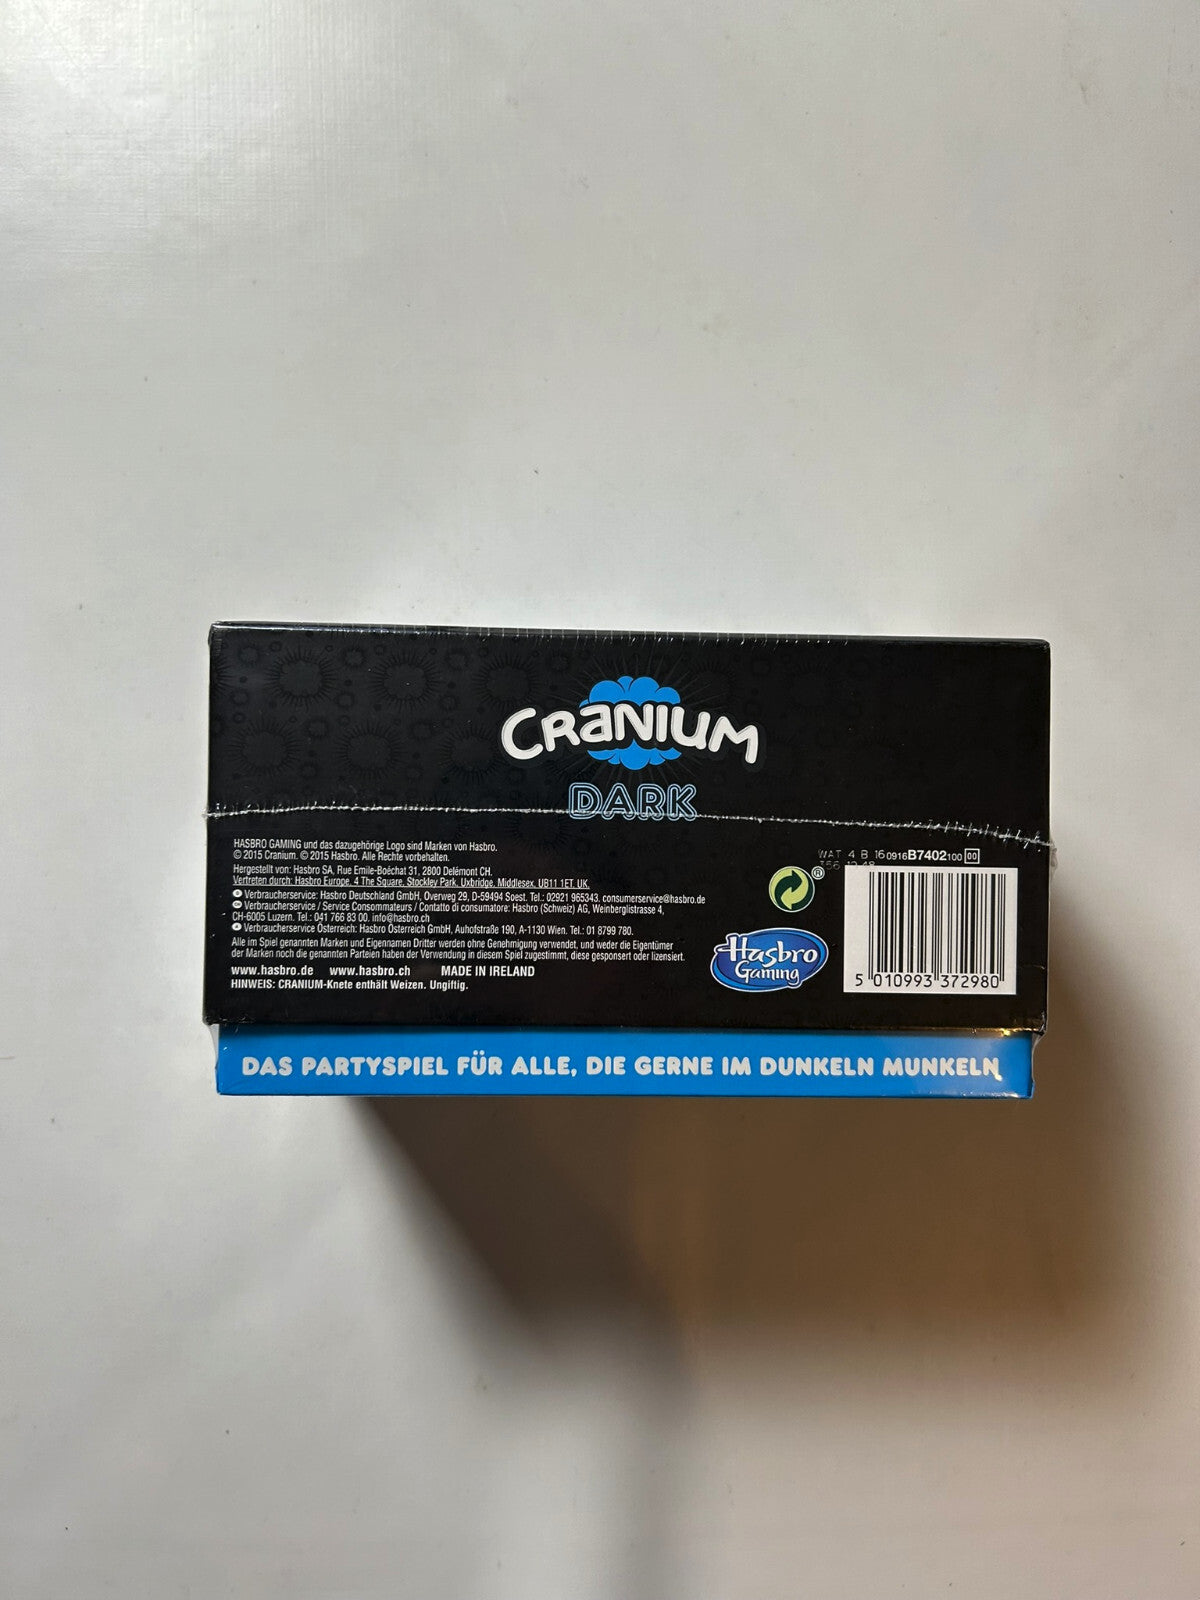 CRANIUM
DARK
HASBRO GAMING und das dazugehörige Logo sind Marken von Hasbro.
© 2015 Cranium. © 2015 Hasbro. Alle Rechte vorbehalten.
Hergestellt von: Hasbro SA, Rue Emile-Boéchat 31, 2800 Delémont CH.
Vertreten durch: Hasbro Europe, 4 The Square, Stockley Park, Uxbridge, Middlesex, UB11 1ET. UK.
Verbraucherservice: Hasbro Deutschland GmbH, Overweg 29, D-59494 Soest. Tel.: 02921 965343. consumerservice@hasbro.de
Verbraucherservice / Service Consommateurs / Contatto di consumatore: Hasbro (Schweiz) AG, Weinberglistrasse 4,
CH-6005 Luzern. Tel.: 041 766 83 00. info@hasbro.ch
Verbraucherservice Österreich: Hasbro Österreich GmbH, Auhofstraße 190, A-1130 Wien. Tel.: 01 8799 780.
Alle im Spiel genannten Marken und Eigennamen Dritter werden ohne Genehmigung verwendet, und weder die Eigentümer
der Marken noch die genannten Parteien haben der Verwendung in diesem Spiel zugestimmt, diese gesponsert oder lizensiert.
www.hasbro.de www.hasbro.ch MADE IN IRELAND
HINWEIS: CRANIUM-Knete enthält Weizen. Ungiftig.
WAT 4 B 16 0916B7402100 00
®
Hasbro
Gaming
5 010993 372980
DAS PARTYSPIEL FÜR ALLE, DIE GERNE IM DUNKELN MUNKELN